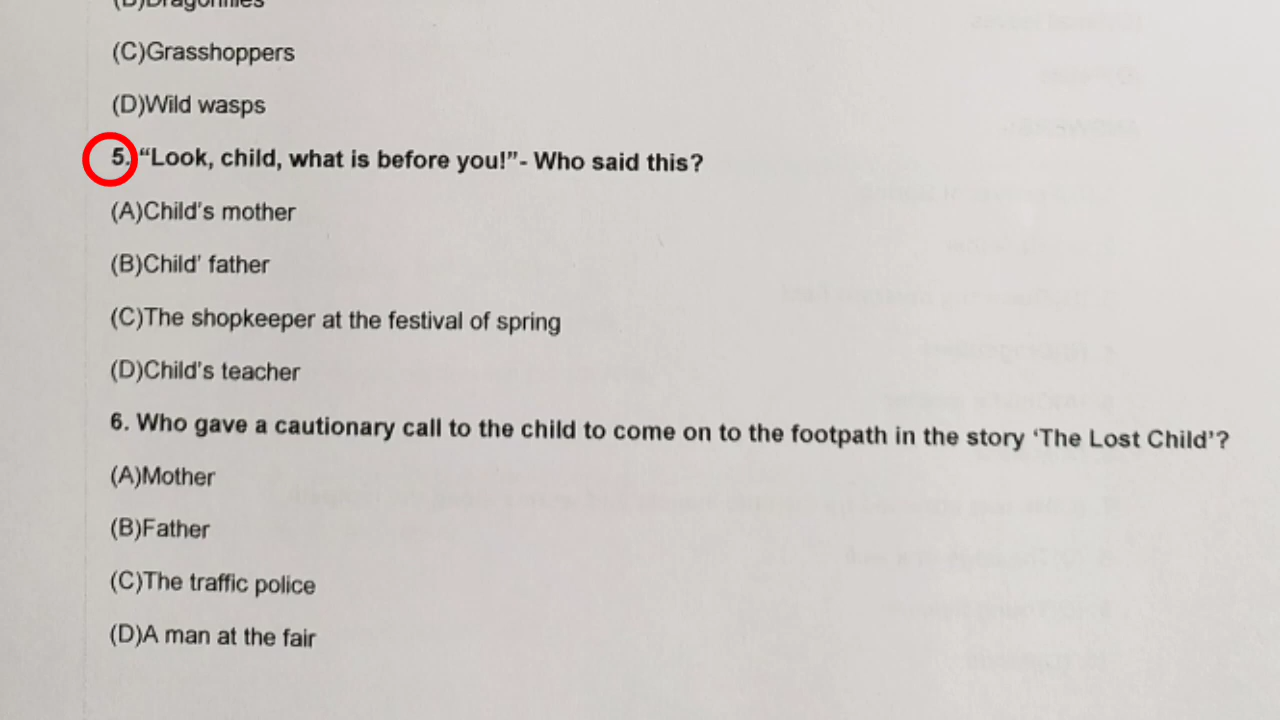 (B)Dragonflies
(C)Grasshoppers
(D)Wild wasps
5. “Look, child, what is before you!”- Who said this?
(A)Child’s mother
(B)Child’ father
(C)The shopkeeper at the festival of spring
(D)Child’s teacher
6. Who gave a cautionary call to the child to come on to the footpath in the story ‘The Lost Child’?
(A)Mother
(B)Father
(C)The traffic police
(D)A man at the fair